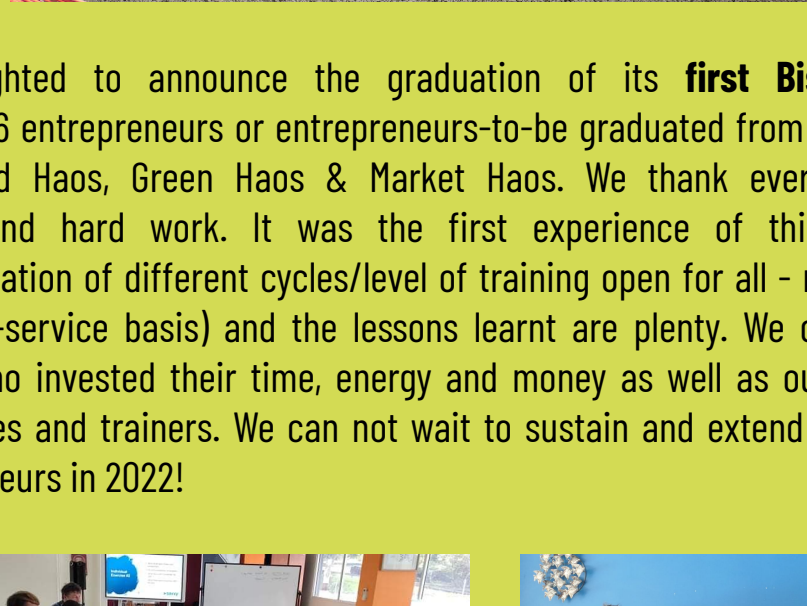 ghted to announce the graduation of its first Bis
6 entrepreneurs or entrepreneurs-to-be graduated from
d Haos, Green Haos & Market Haos. We thank ever
nd hard work. It was the first experience of thi
ation of different cycles/level of training open for all -
-service basis) and the lessons learnt are plenty. We
ho invested their time, energy and money as well as ou
es and trainers. We can not wait to sustain and extend
eurs in 2022!
Individual
Exercise #2